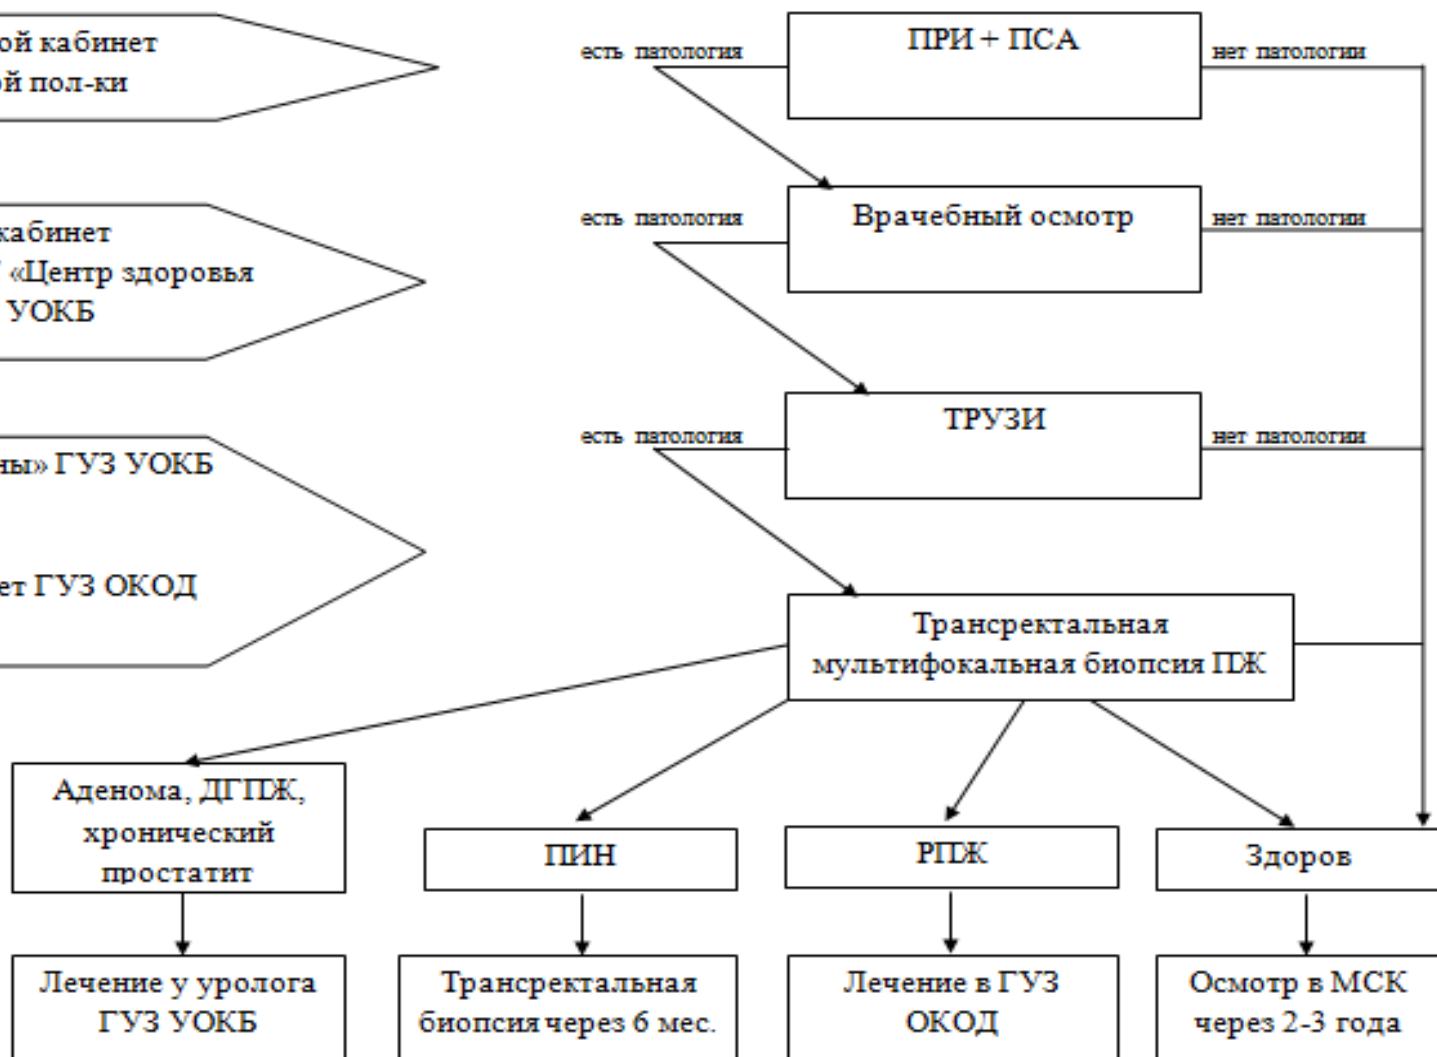 ой кабинет
ой пол-ки
есть патология
ПРИ + ПСА
нет патологии
кабинет
«Центр здоровья
УОКБ
есть патология
Врачебный осмотр
нет патологии
есть патология
ТРУЗИ
нет патологии
ны» ГУЗ УОКБ
ет ГУЗ ОКОД
Трансректальная
мультифокальная биопсия ПЖ
Аденома, ДГПЖ,
хронический
простатит
ПИН
РПЖ
Здоров
Лечение у уролога
ГУЗ УОКБ
Трансректальная
биопсия через 6 мес.
Лечение в ГУЗ
ОКОД
Осмотр в МСК
через 2-3 года